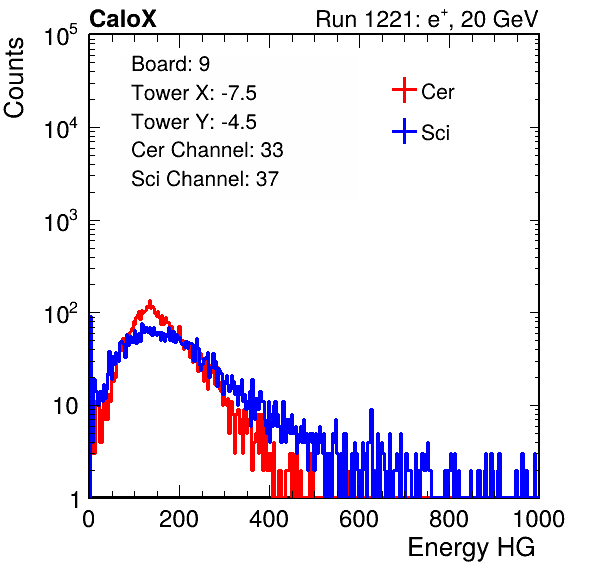 CaloX Run 1221: e⁺, 20 GeV
Counts
Board: 9
Tower X: -7.5
Tower Y: -4.5
Cer Channel: 33
Sci Channel: 37
Cer
Sci
10⁵
10⁴
10³
10²
10
1
0 200 400 600 800 1000
Energy HG